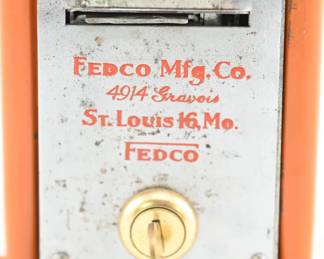 FEDCO Mfg. Co.
4914 Gravois
ST. LOUIS 16, MO.
FEDCO